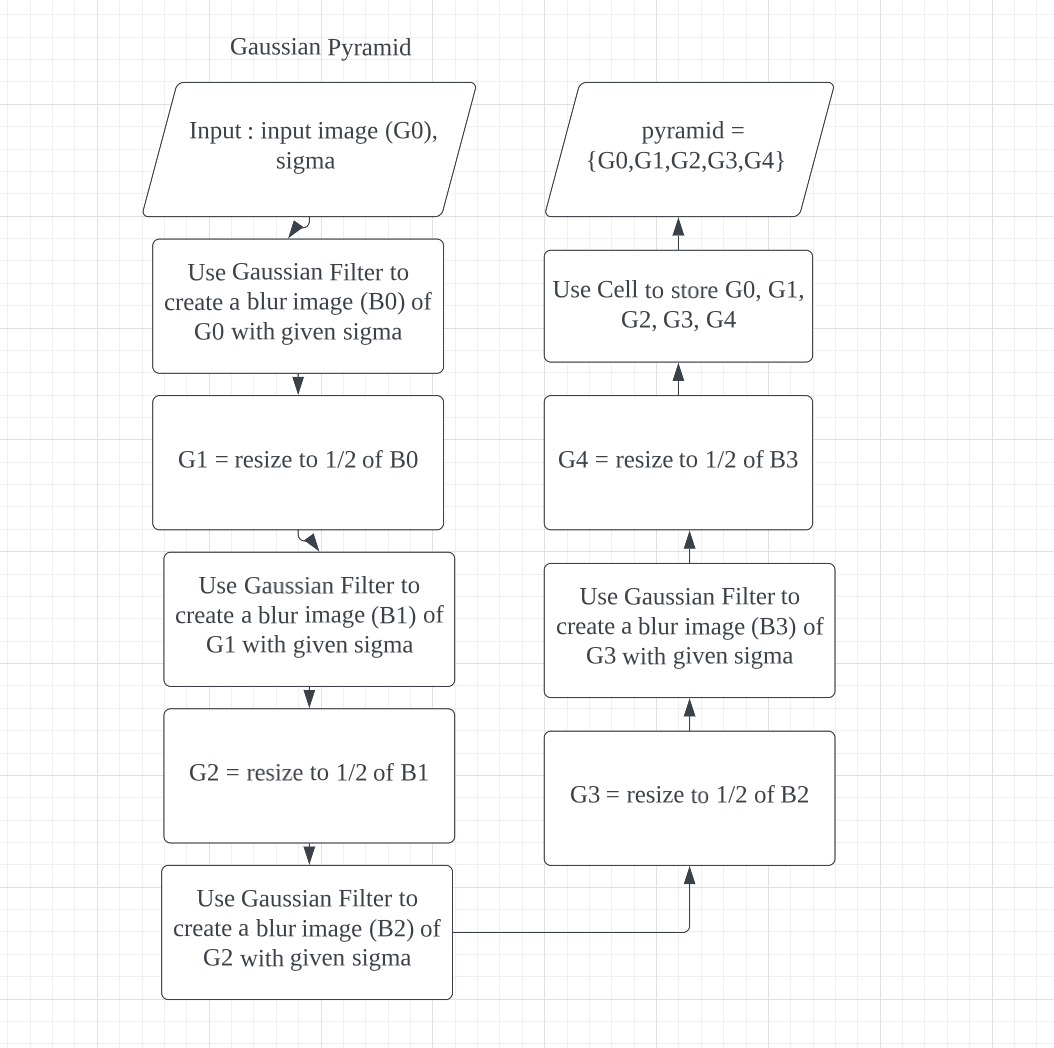 Gaussian Pyramid
Input : input image (G0),
sigma
Use Gaussian Filter to
create a blur image (B0) of
G0 with given sigma
G1 = resize to 1/2 of B0
Use Gaussian Filter to
create a blur image (B1) of
G1 with given sigma
G2 = resize to 1/2 of B1
Use Gaussian Filter to
create a blur image (B2) of
G2 with given sigma
G3 = resize to 1/2 of B2
Use Gaussian Filter to
create a blur image (B3) of
G3 with given sigma
G4 = resize to 1/2 of B3
Use Cell to store G0, G1,
G2, G3, G4
pyramid =
{G0,G1,G2,G3,G4}